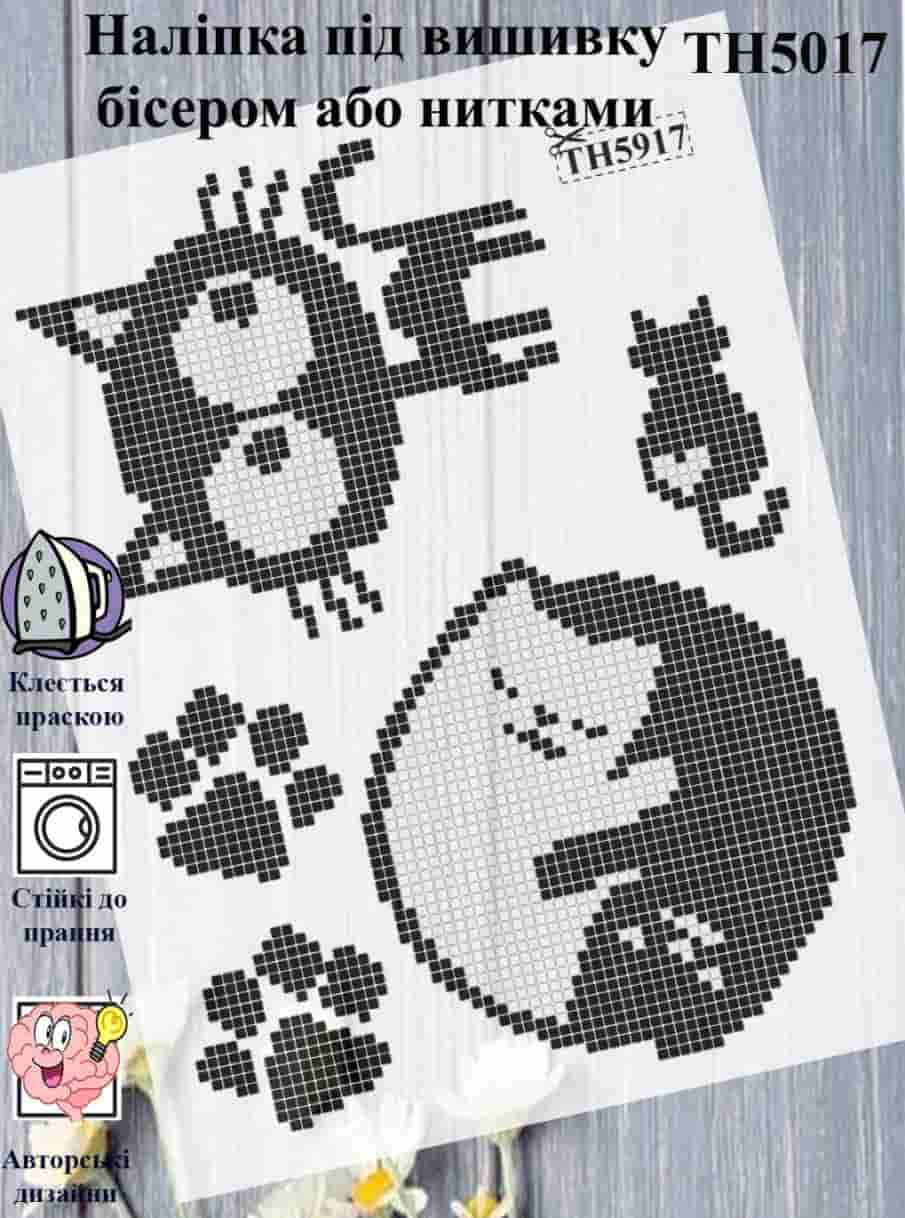 Наліпка під вишивку ТН5017
бісером або нитками
ТН5917
Клеється
праскою
Стійкі до
прання
Авторські
дизайни